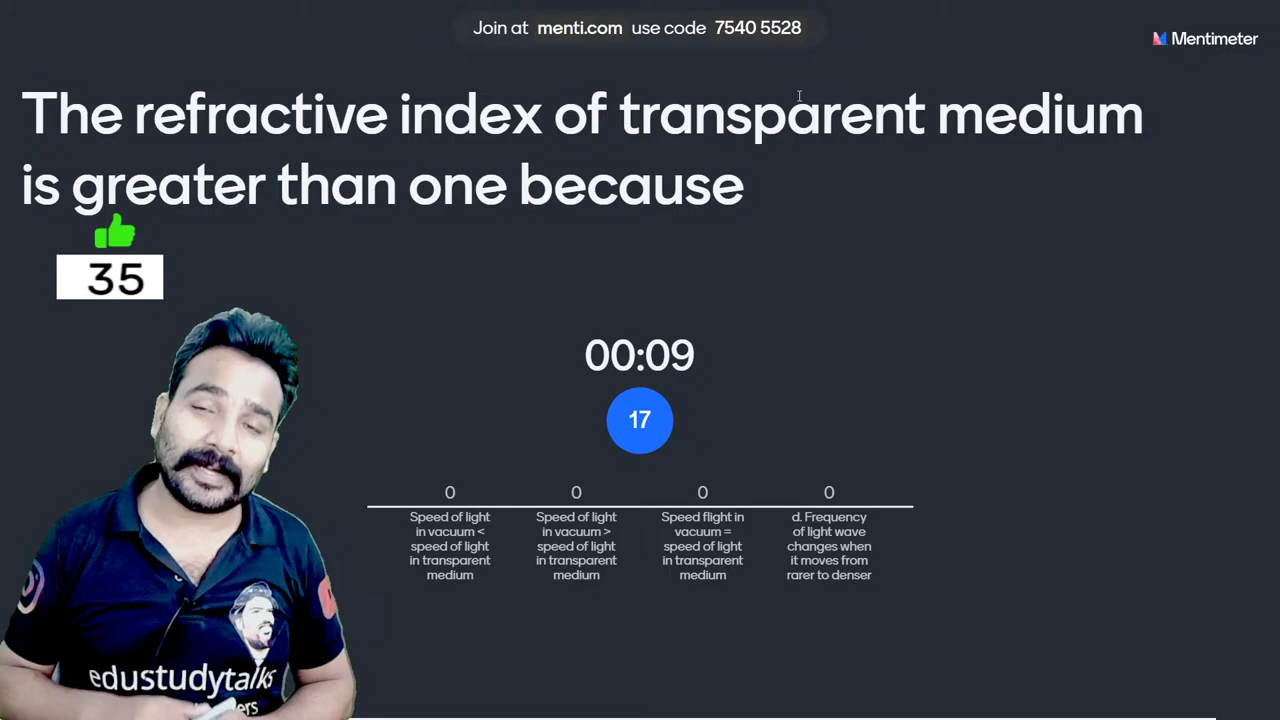 Join at menti.com use code 7540 5528
Mentimeter
The refractive index of transparent medium
is greater than one because
35
00:09
17
0
Speed of light
in vacuum <
speed of light
in transparent
medium
0
Speed of light
in vacuum >
speed of light
in transparent
medium
0
Speed flight in
vacuum =
speed of light
in transparent
medium
0
d. Frequency
of light wave
changes when
it moves from
rarer to denser
edustudytalks